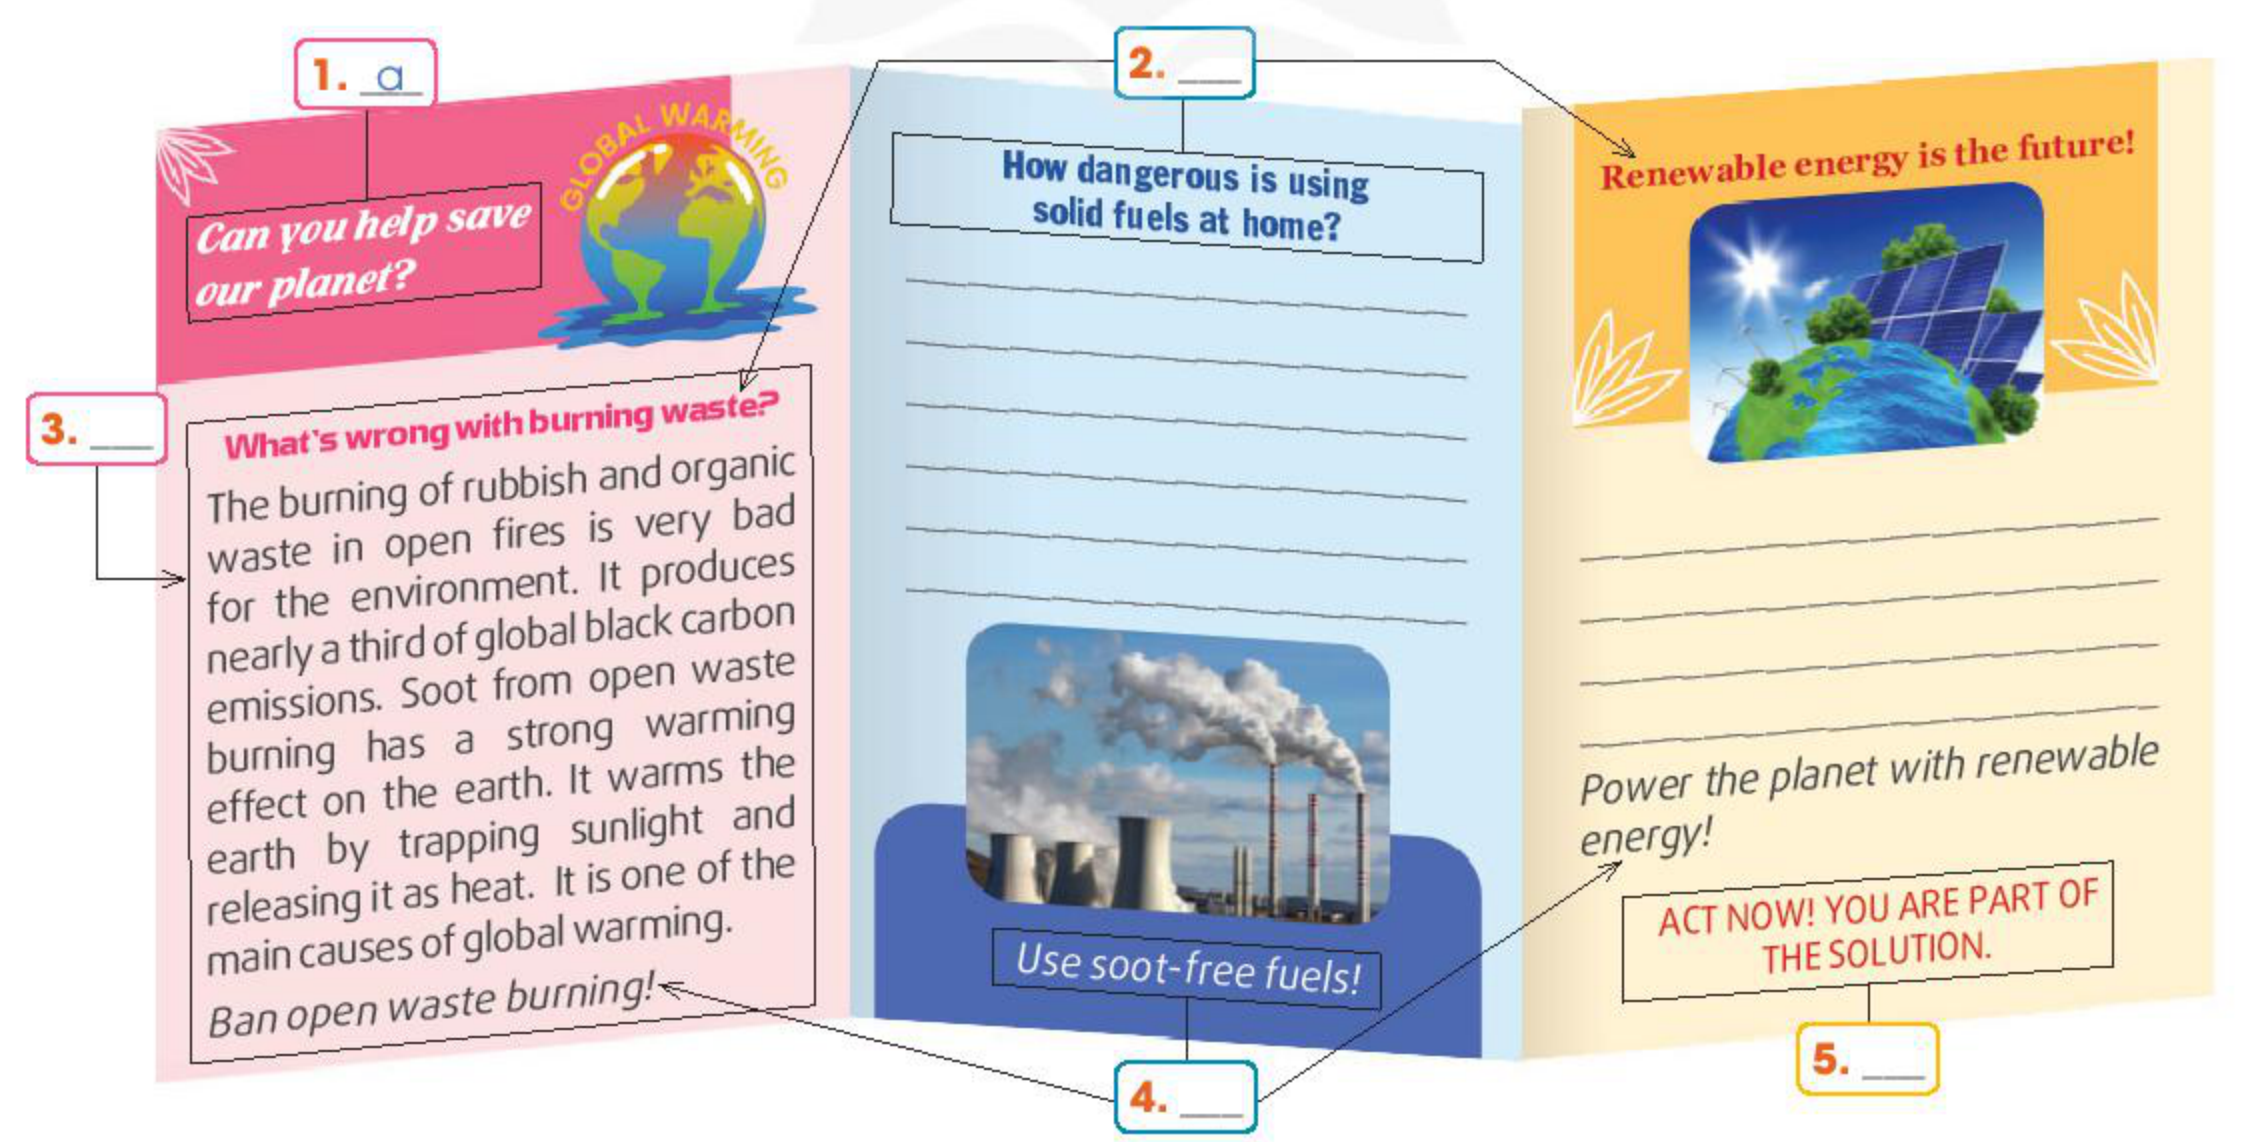 1. a
2. ___
GLOBAL WARMING
Can you help save
our planet?
3. ___
What's wrong with burning waste?
The burning of rubbish and organic
waste in open fires is very bad
for the environment. It produces
nearly a third of global black carbon
emissions. Soot from open waste
burning has a strong warming
effect on the earth. It warms the
earth by trapping sunlight and
releasing it as heat. It is one of the
main causes of global warming.
Ban open waste burning!
How dangerous is using
solid fuels at home?
Use soot-free fuels!
4. ___
Renewable energy is the future!
Power the planet with renewable
energy!
ACT NOW! YOU ARE PART OF
THE SOLUTION.
5. ___